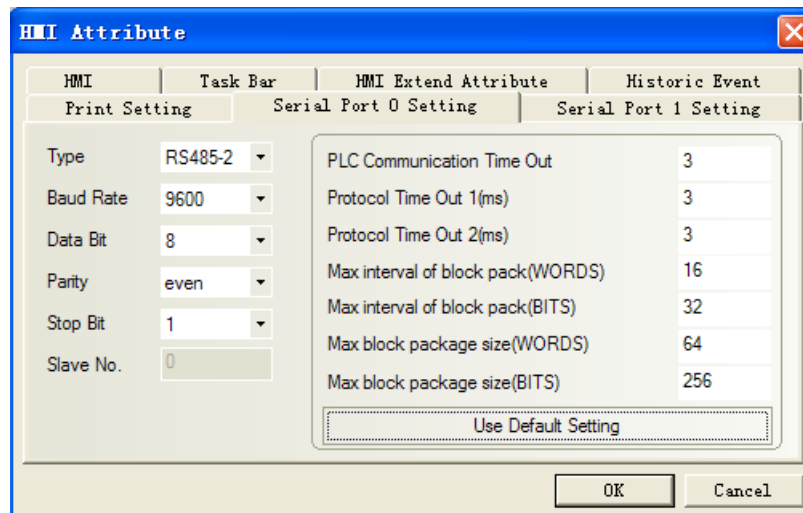 HMI Attribute
HMI Task Bar HMI Extend Attribute Historic Event
Print Setting Serial Port 0 Setting Serial Port 1 Setting
Type RS485-2
Baud Rate 9600
Data Bit 8
Parity even
Stop Bit 1
Slave No. 0
PLC Communication Time Out 3
Protocol Time Out 1(ms) 3
Protocol Time Out 2(ms) 3
Max interval of block pack(WORDS) 16
Max interval of block pack(BITS) 32
Max block package size(WORDS) 64
Max block package size(BITS) 256
Use Default Setting
OK Cancel